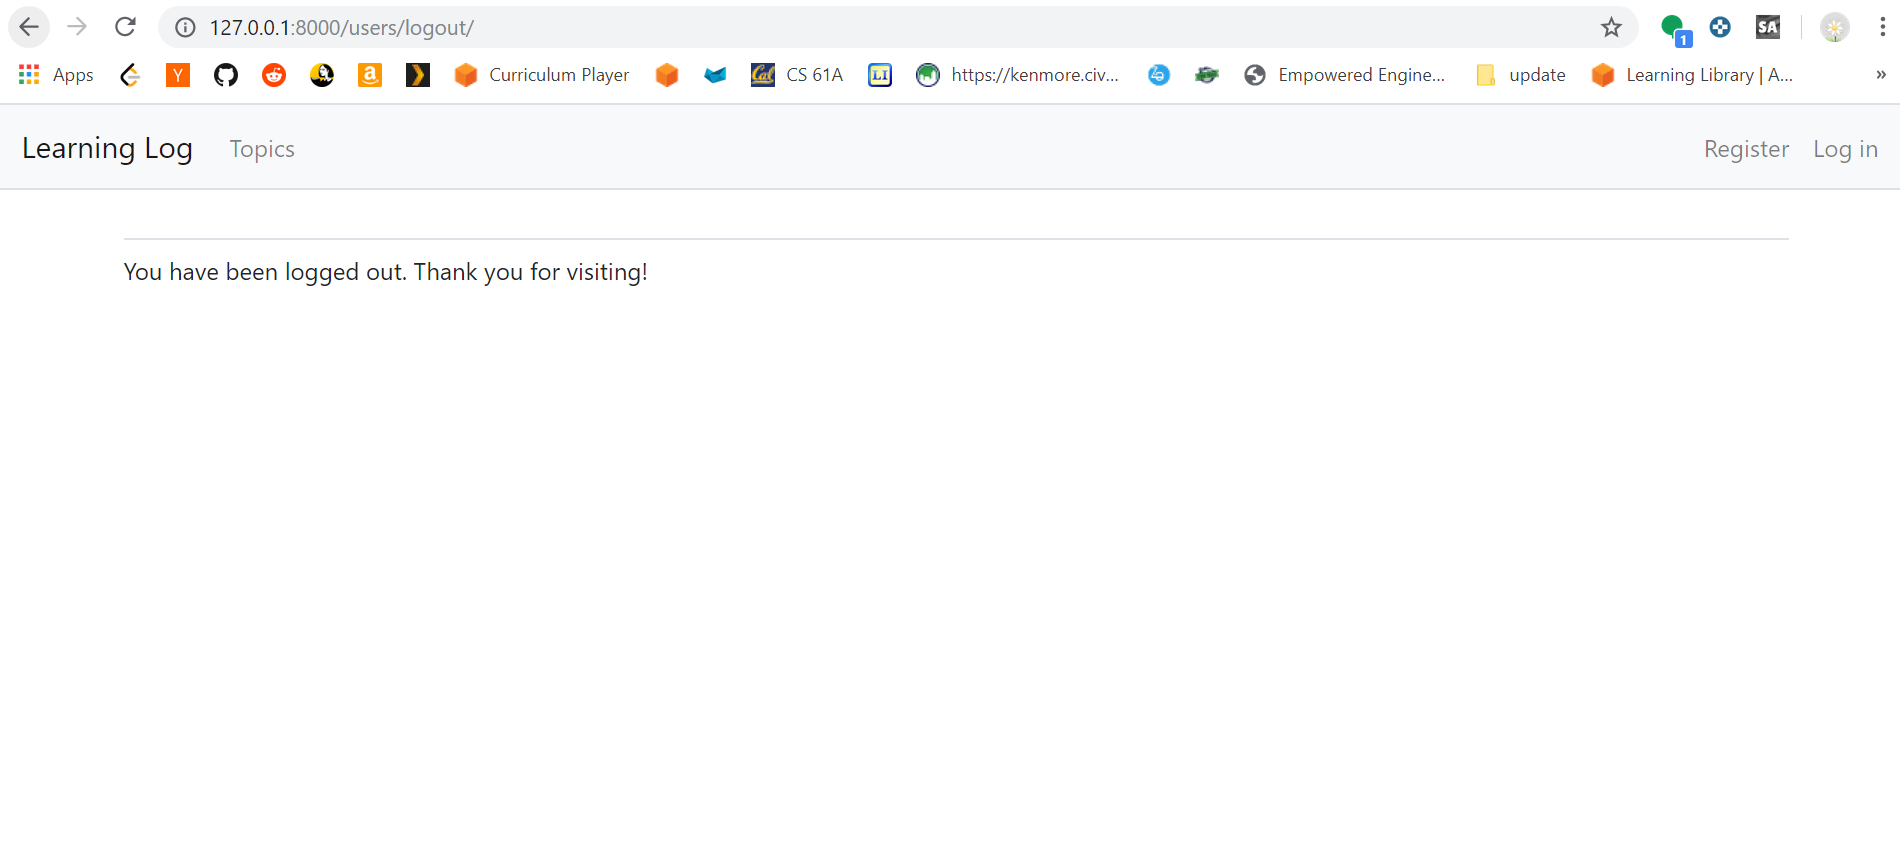 127.0.0.1:8000/users/logout/
1
SA
Apps
Y
a
Curriculum Player
Cal
CS 61A
LI
https://kenmore.civ...
Empowered Engine...
update
Learning Library | A...
»
Learning Log
Topics
Register
Log in
You have been logged out. Thank you for visiting!